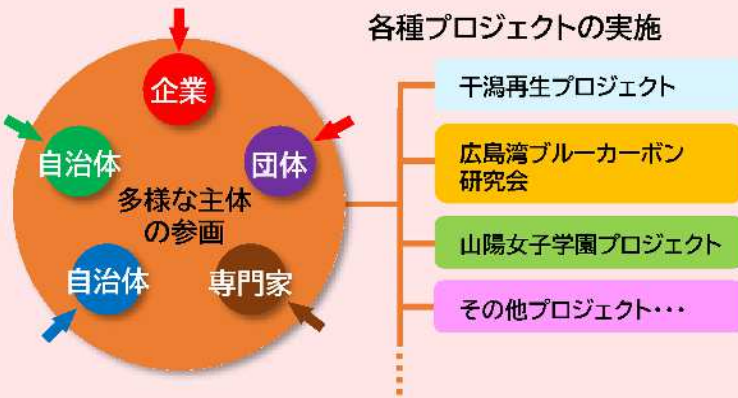 各種プロジェクトの実施
企業
自治体
団体
多様な主体
の参画
自治体
専門家
干潟再生プロジェクト
広島湾ブルーカーボン
研究会
山陽女子学園プロジェクト
その他プロジェクト・・・